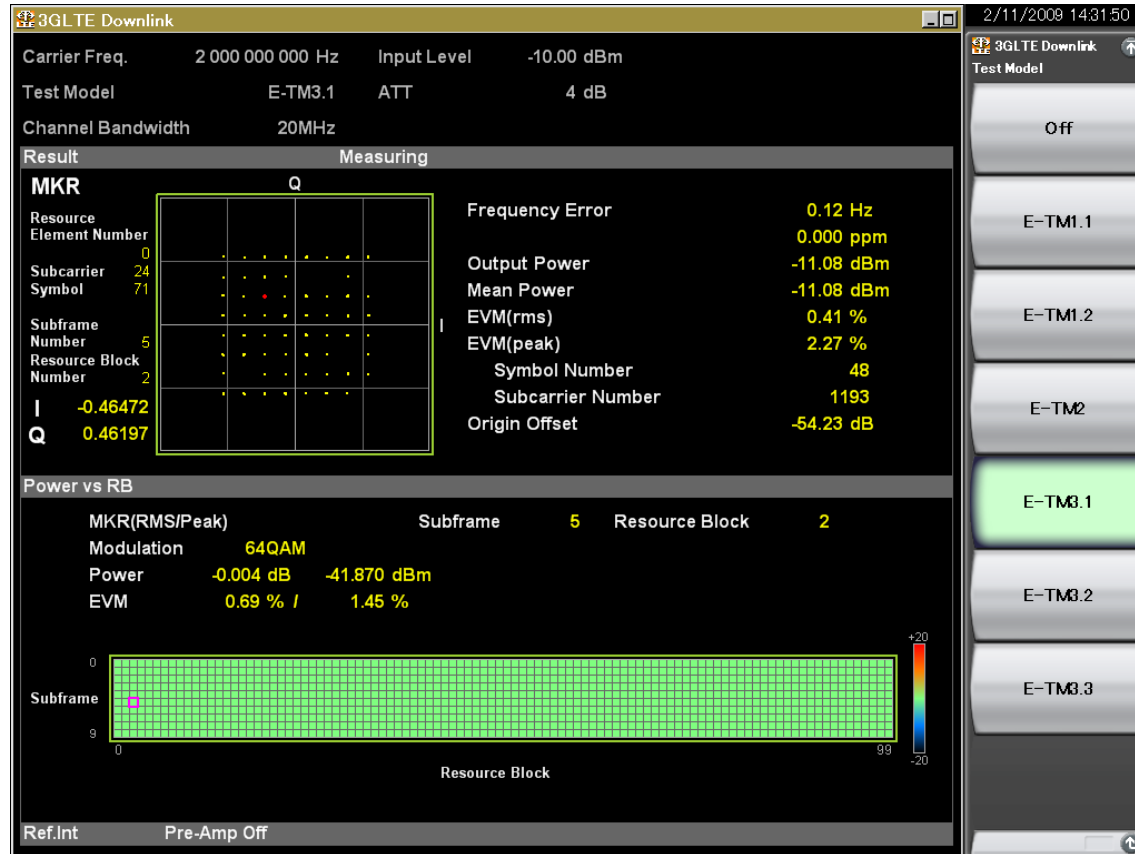 3GLTE Downlink
2/11/2009 14:31:50
Carrier Freq. 2 000 000 000 Hz Input Level -10.00 dBm
Test Model E-TM3.1 ATT 4 dB
Channel Bandwidth 20MHz
Result Measuring
MKR
Resource
Element Number
0
Subcarrier 24
Symbol 71
Subframe
Number 5
Resource Block
Number 2
I -0.46472
Q 0.46197
Q
I
Frequency Error 0.12 Hz
0.000 ppm
Output Power -11.08 dBm
Mean Power -11.08 dBm
EVM(rms) 0.41 %
EVM(peak) 2.27 %
Symbol Number 48
Subcarrier Number 1193
Origin Offset -54.23 dB
Power vs RB
MKR(RMS/Peak) Subframe 5 Resource Block 2
Modulation 64QAM
Power -0.004 dB -41.870 dBm
EVM 0.69 % / 1.45 %
+20
0
Subframe
9
0 99
-20
Resource Block
Ref.Int Pre-Amp Off
3GLTE Downlink
Test Model
Off
E-TM1.1
E-TM1.2
E-TM2
E-TM3.1
E-TM3.2
E-TM3.3